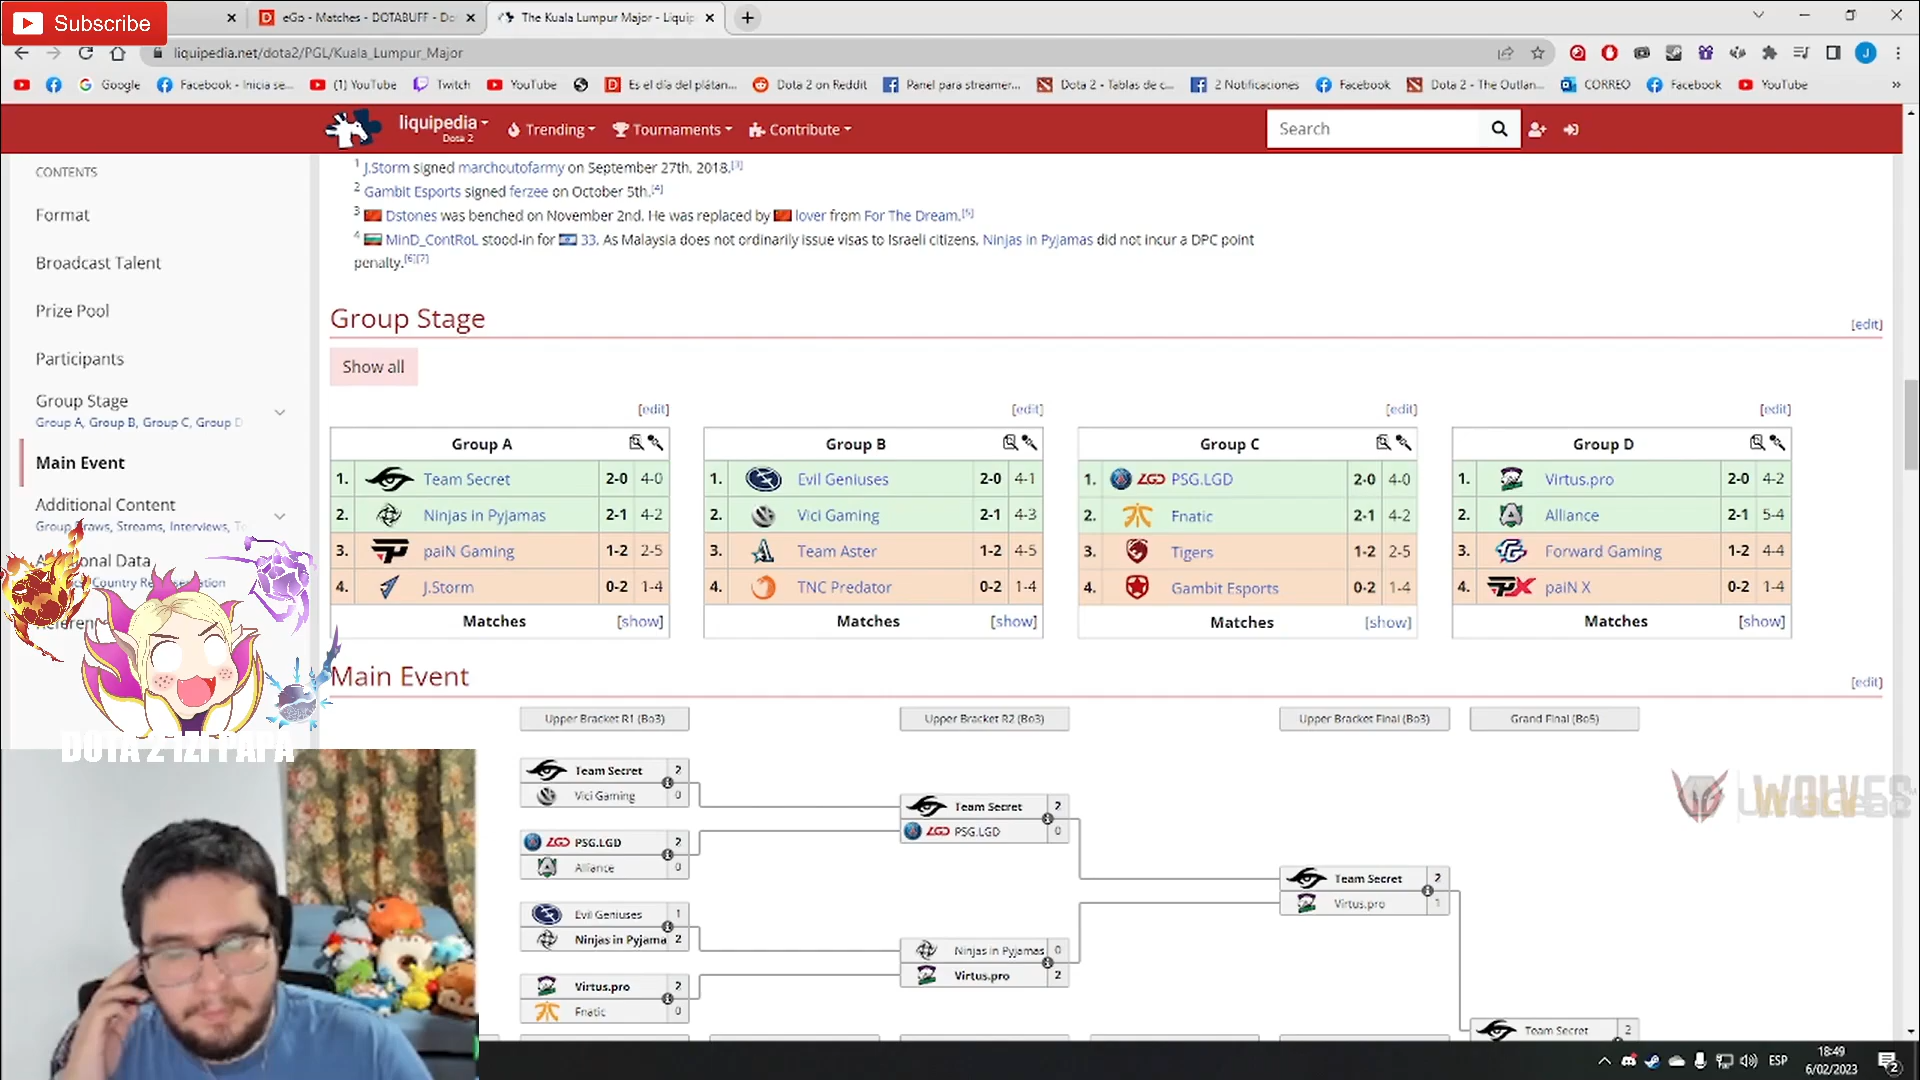 Subscribe
eGo - Matches - DOTABUFF - Do
The Kuala Lumpur Major - Liquip
liquipedia.net/dota2/PGL/Kuala_Lumpur_Major
Google
Facebook - Inicia se...
(1) YouTube
Twitch
YouTube
Es el día del plátan...
Dota 2 on Reddit
Panel para streamer...
Dota 2 - Tablas de c...
2 Notificaciones
Facebook
Dota 2 - The Outlan...
CORREO
Facebook
YouTube
liquipedia
Dota 2
Trending
Tournaments
Contribute
Search
CONTENTS
Format
Broadcast Talent
Prize Pool
Participants
Group Stage
Group A, Group B, Group C, Group D
Main Event
Additional Content
Group Draws, Streams, Interviews,
DOTA 2 IZI PAPA
1 J.Storm signed marchoutofarmy on September 27th, 2018.[3]
2 Gambit Esports signed ferzee on October 5th.[4]
3 Dstones was benched on November 2nd. He was replaced by lover from For The Dream.[5]
4 MinD_ContRoL stood-in for 33. As Malaysia does not ordinarily issue visas to Israeli citizens, Ninjas in Pyjamas did not incur a DPC point
penalty.[6][7]
Group Stage
[edit]
Show all
[edit]
[edit]
[edit]
[edit]
Group A
Group B
Group C
Group D
1. Team Secret 2-0 4-0
1. Evil Geniuses 2-0 4-1
1. LGD PSG.LGD 2-0 4-0
1. Virtus.pro 2-0 4-2
2. Ninjas in Pyjamas 2-1 4-2
2. Vici Gaming 2-1 4-3
2. Fnatic 2-1 4-2
2. Alliance 2-1 5-4
3. paiN Gaming 1-2 2-5
3. Team Aster 1-2 4-5
3. Tigers 1-2 2-5
3. Forward Gaming 1-2 4-4
4. J.Storm 0-2 1-4
4. TNC Predator 0-2 1-4
4. Gambit Esports 0-2 1-4
4. paiN X 0-2 1-4
Matches [show]
Matches [show]
Matches [show]
Matches [show]
Main Event
[edit]
Upper Bracket R1 (Bo3)
Upper Bracket R2 (Bo3)
Upper Bracket Final (Bo3)
Grand Final (Bo5)
Team Secret 2
Vici Gaming 0
LGD PSG.LGD 2
Alliance 0
Evil Geniuses 1
Ninjas in Pyjama 2
Virtus.pro 2
Fnatic 0
Team Secret 2
LGD PSG.LGD 0
Ninjas in Pyjamas 0
Virtus.pro 2
Team Secret 2
Virtus.pro 1
Team Secret 2
WOLVES
ESP
18:49
6/02/2023
2